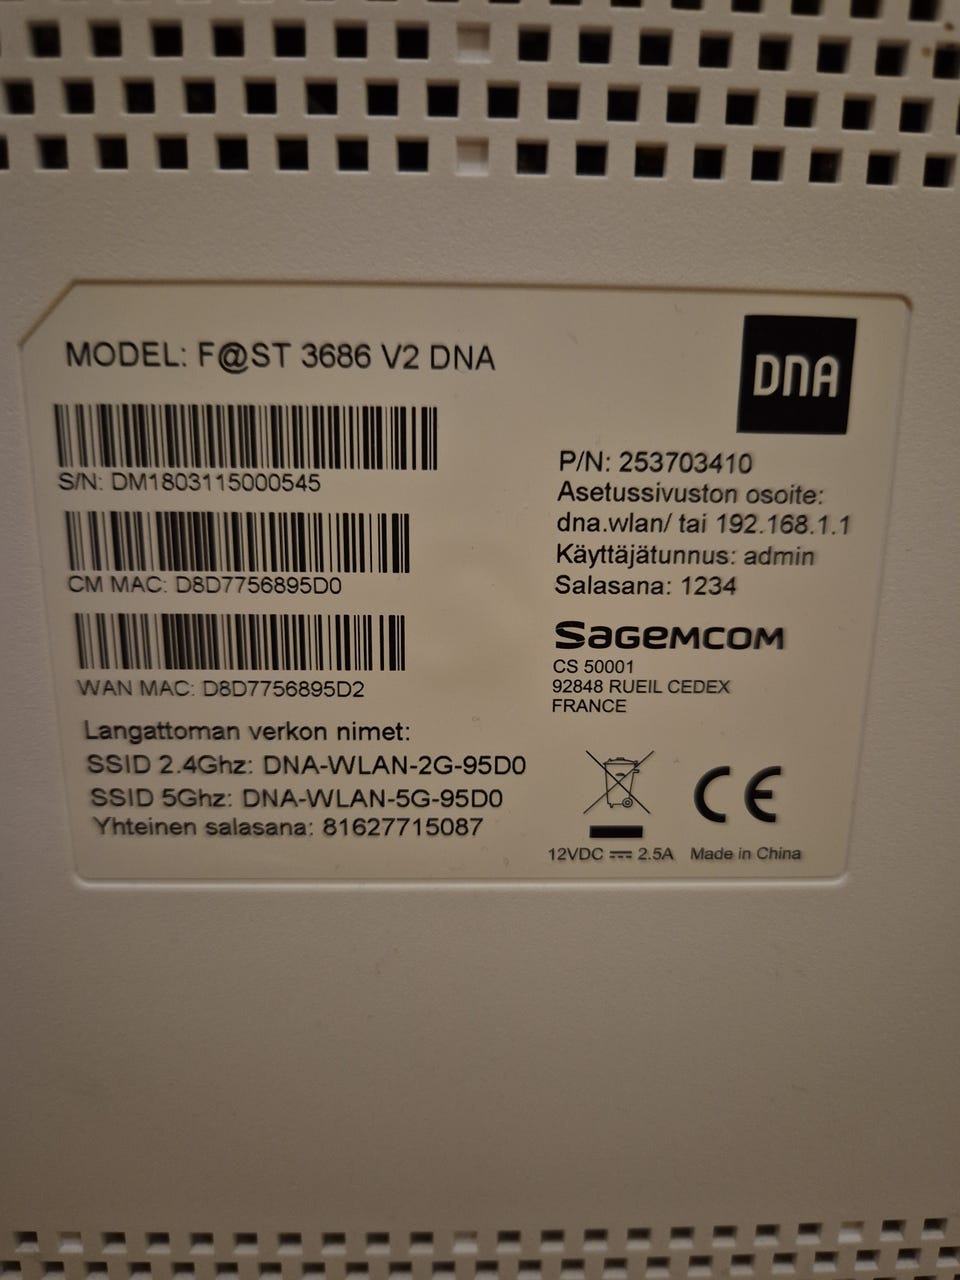 MODEL: F@ST 3686 V2 DNA
DNA
S/N: DM1803115000545
CM MAC: D8D7756895D0
WAN MAC: D8D7756895D2
Langattoman verkon nimet:
SSID 2.4Ghz: DNA-WLAN-2G-95D0
SSID 5Ghz: DNA-WLAN-5G-95D0
Yhteinen salasana: 81627715087
P/N: 253703410
Asetussivuston osoite:
dna.wlan/ tai 192.168.1.1
Käyttäjätunnus: admin
Salasana: 1234
SAGEMCOM
CS 50001
92848 RUEIL CEDEX
FRANCE
CE
12VDC ⎓ 2.5A Made in China